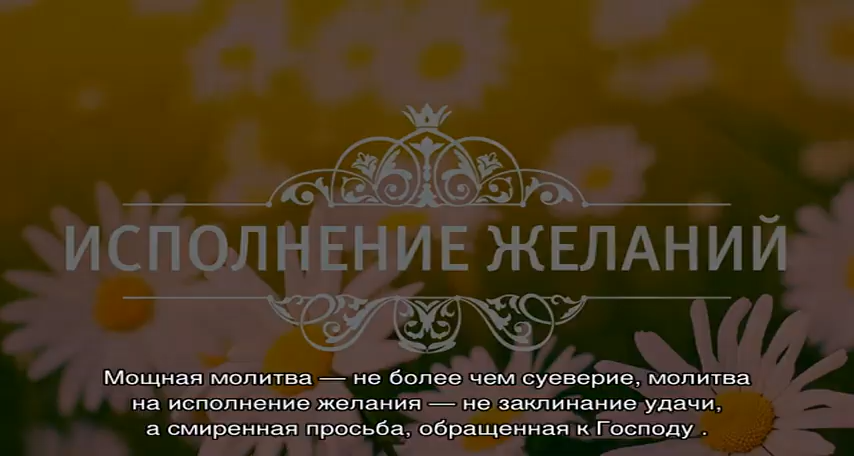 ИСПОЛНЕНИЕ ЖЕЛАНИЙ
Мощная молитва — не более чем суеверие, молитва
на исполнение желания — не заклинание удачи,
а смиренная просьба, обращенная к Господу .